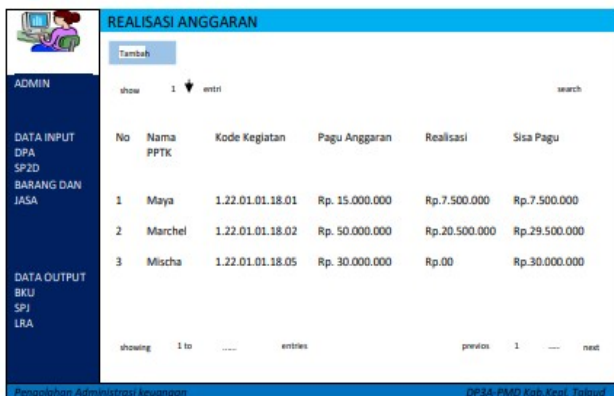 REALISASI ANGGARAN
Tambah
ADMIN
show 1 entri search
DATA INPUT
DPA
SP2D
BARANG DAN
JASA
DATA OUTPUT
BKU
SPJ
LRA
No Nama PPTK Kode Kegiatan Pagu Anggaran Realisasi Sisa Pagu
1 Maya 1.22.01.01.18.01 Rp. 15.000.000 Rp.7.500.000 Rp.7.500.000
2 Marchel 1.22.01.01.18.02 Rp. 50.000.000 Rp.20.500.000 Rp.29.500.000
3 Mischa 1.22.01.01.18.05 Rp. 30.000.000 Rp.00 Rp.30.000.000
showing 1 to ...... entries previos 1 ..... next
Pengolahan Administrasi keuangan DP3A-PMD Kab.Kepl. Talaud